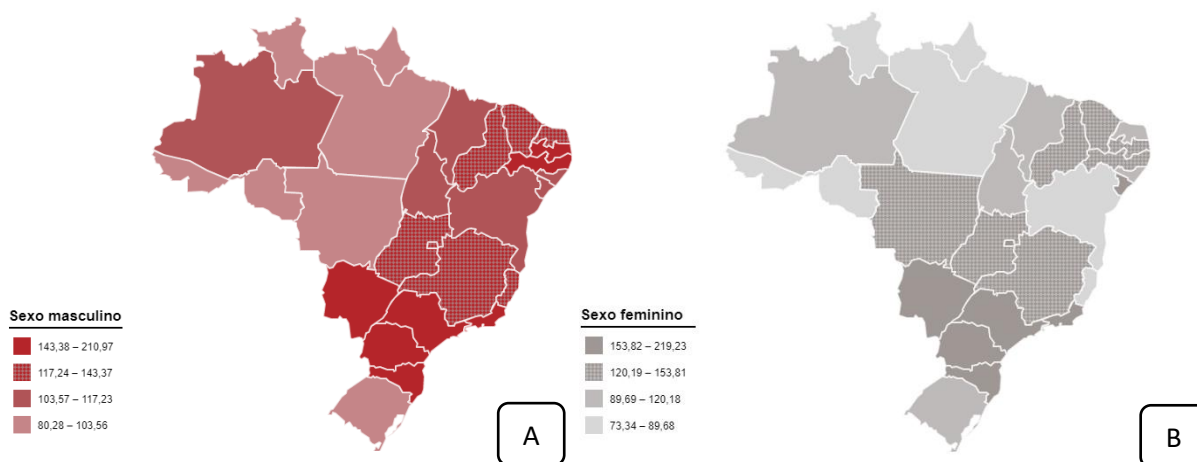 Sexo masculino
143,38 – 210,97
117,24 – 143,37
103,57 – 117,23
80,28 – 103,56
A
Sexo feminino
153,82 – 219,23
120,19 – 153,81
89,69 – 120,18
73,34 – 89,68
B